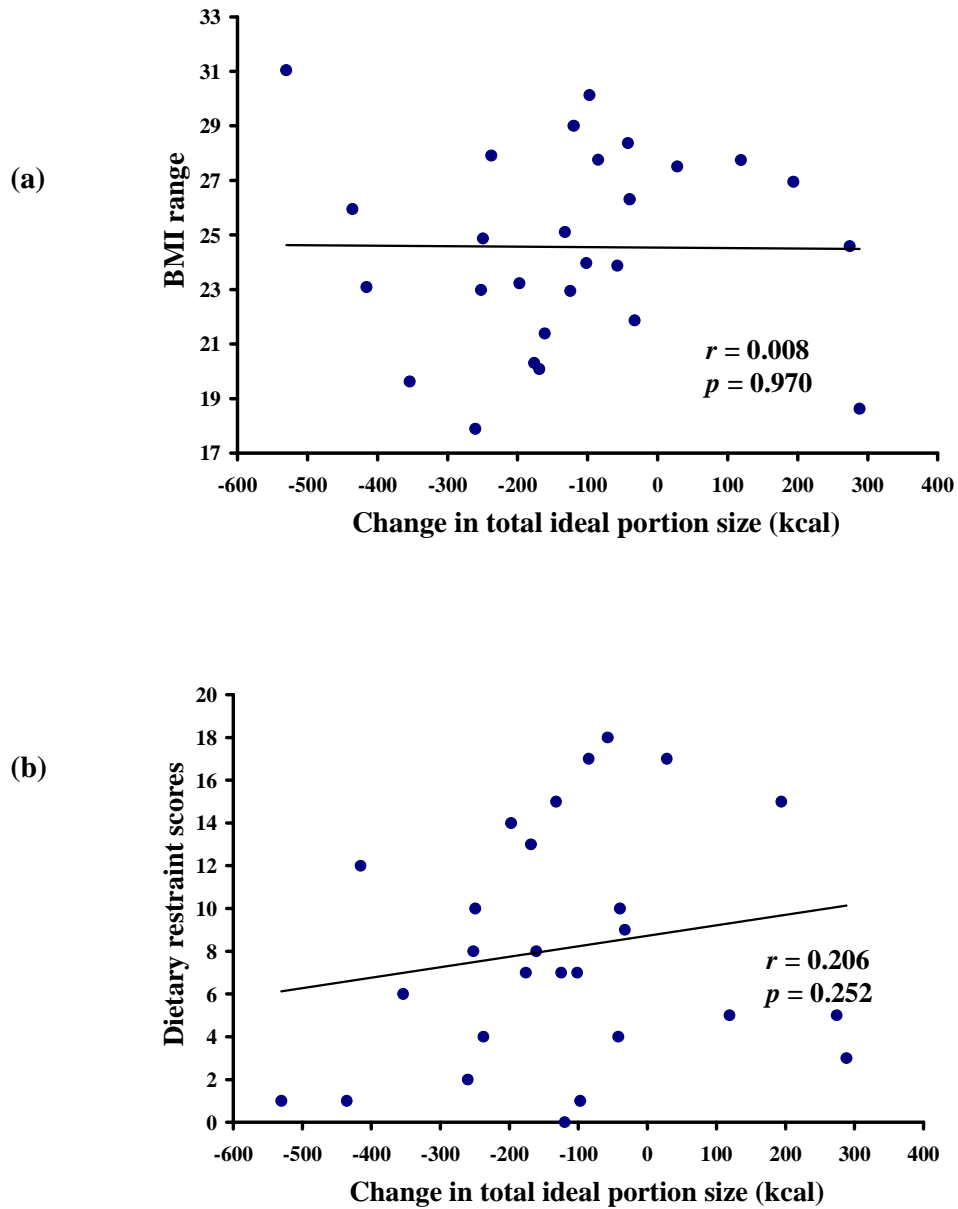 (a)
BMI range
33
31
29
27
25
23
21
19
17
r = 0.008
p = 0.970
-600 -500 -400 -300 -200 -100 0 100 200 300 400
Change in total ideal portion size (kcal)
(b)
Dietary restraint scores
20
18
16
14
12
10
8
6
4
2
0
r = 0.206
p = 0.252
-600 -500 -400 -300 -200 -100 0 100 200 300 400
Change in total ideal portion size (kcal)